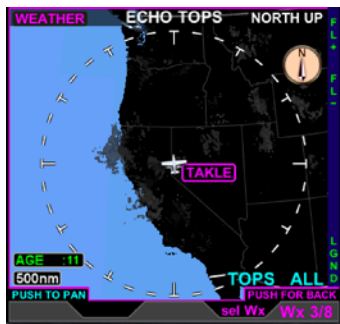 WEATHER ECHO TOPS NORTH UP
FL+
N
FL-
TAKLE
LGND
AGE :11
500nm
TOPS ALL
PUSH TO PAN
PUSH FOR BACK
sel Wx Wx 3/8